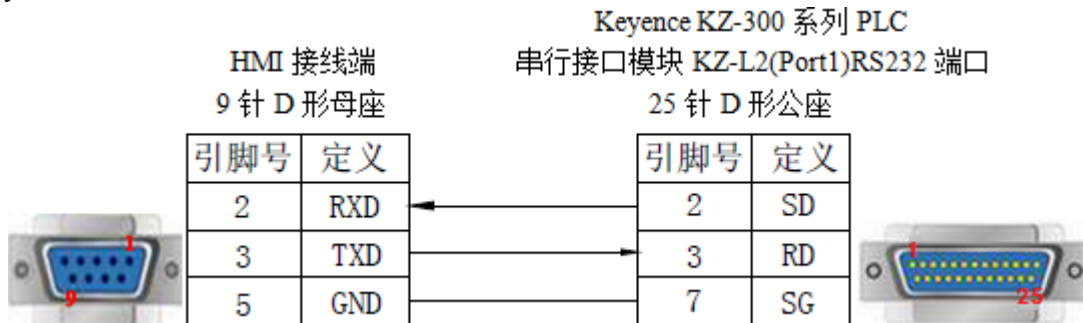 Keyence KZ-300 系列 PLC
HMI 接线端 串行接口模块 KZ-L2(Port1)RS232 端口
9 针 D 形母座 25 针 D 形公座
引脚号 定义 引脚号 定义
2 RXD 2 SD
1 1
3 TXD 3 RD
9 25
5 GND 7 SG